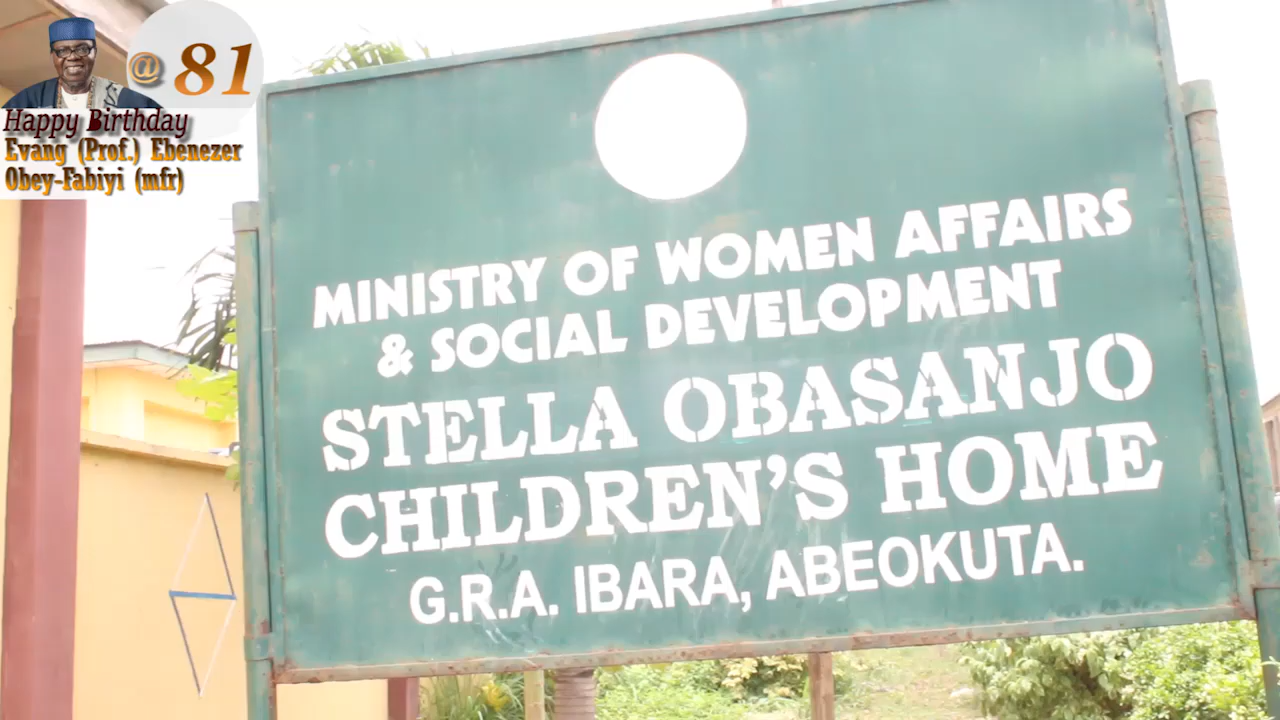 @ 81
Happy Birthday
Evang (Prof.) Ebenezer
Obey-Fabiyi (mfr)
MINISTRY OF WOMEN AFFAIRS
& SOCIAL DEVELOPMENT
STELLA OBASANJO
CHILDREN'S HOME
G.R.A. IBARA, ABEOKUTA.